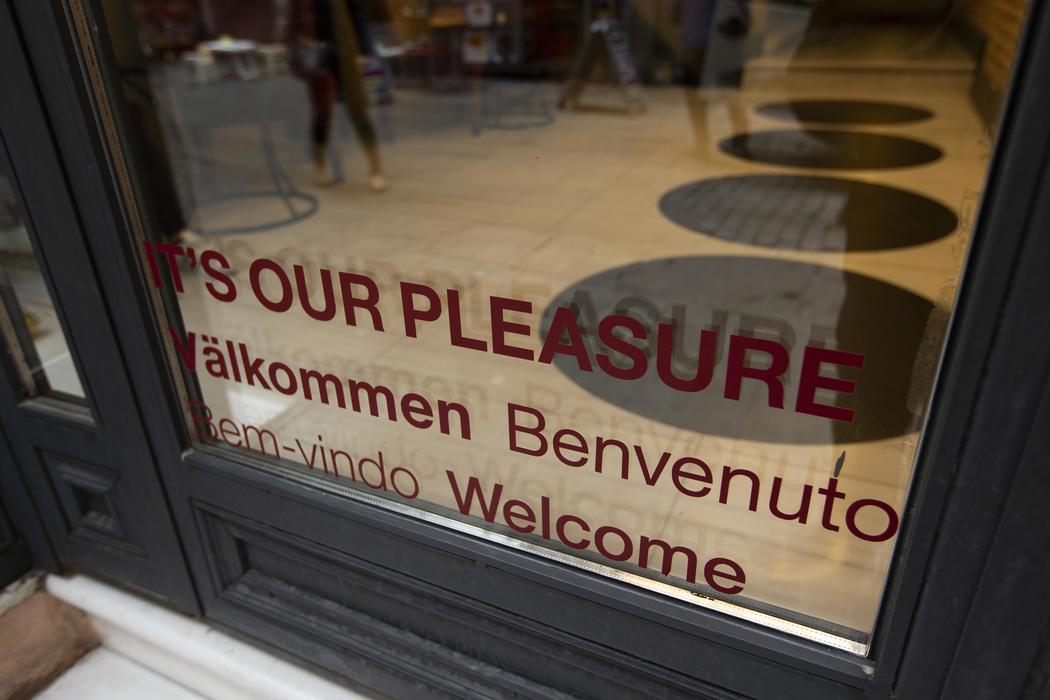 IT'S OUR PLEASURE
Välkommen Benvenuto
Bem-vindo Welcome